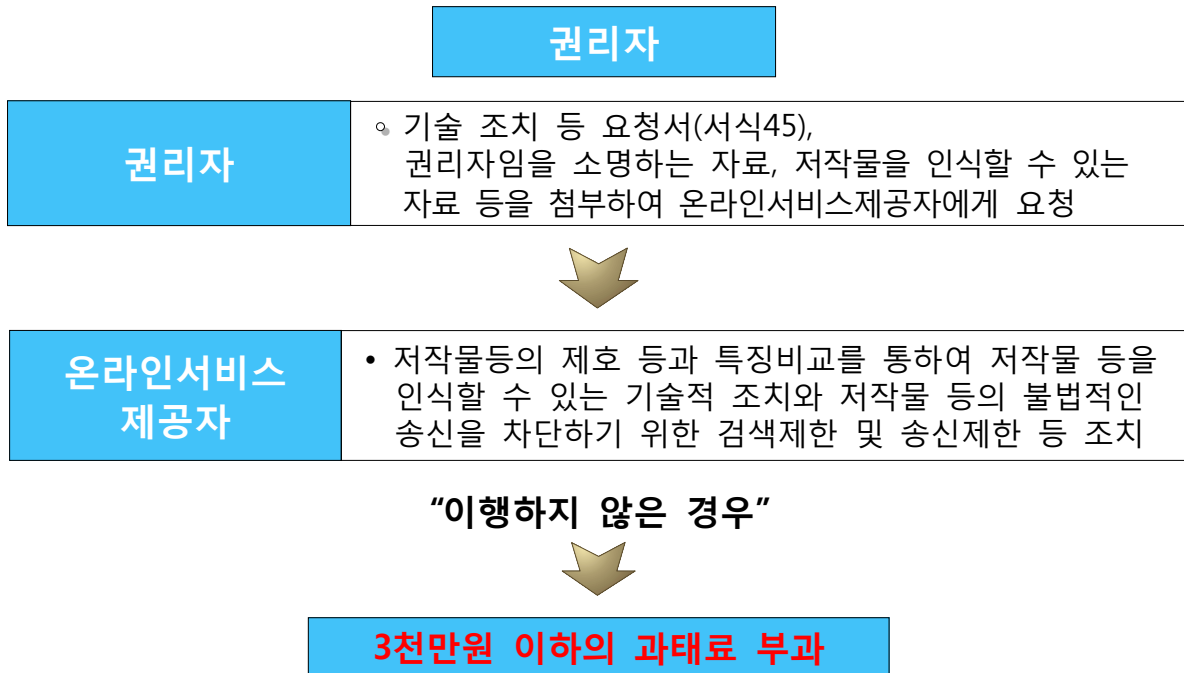 권리자
권리자
◦ 기술 조치 등 요청서(서식45),
권리자임을 소명하는 자료, 저작물을 인식할 수 있는
자료 등을 첨부하여 온라인서비스제공자에게 요청
온라인서비스
제공자
• 저작물등의 제호 등과 특징비교를 통하여 저작물 등을
인식할 수 있는 기술적 조치와 저작물 등의 불법적인
송신을 차단하기 위한 검색제한 및 송신제한 등 조치
“이행하지 않은 경우”
3천만원 이하의 과태료 부과